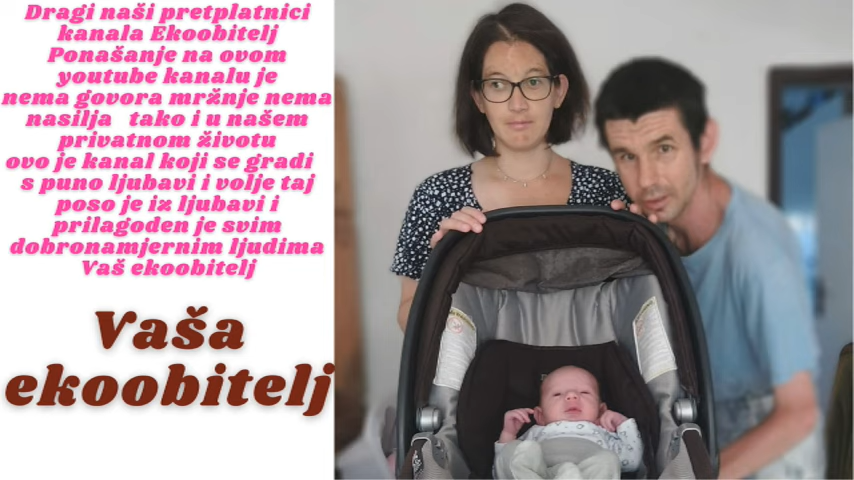 Dragi naši pretplatnici
kanala Ekoobitelj
Ponašanje na ovom
youtube kanalu je
nema govora mržnje nema
nasilja tako i u našem
privatnom životu
ovo je kanal koji se gradi
s puno ljubavi i volje taj
poso je iz ljubavi i
prilagođen je svim
dobronamjernim ljudima
Vaš ekoobitelj
Vaša
ekoobitelj